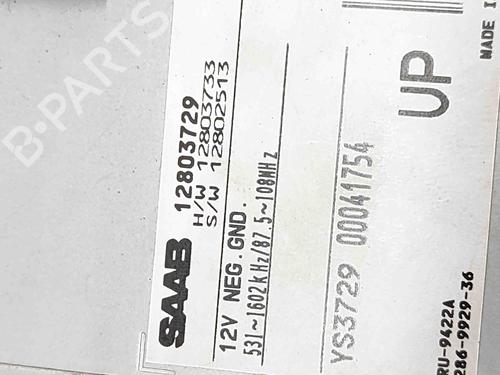 SAAB 12803729
H/W 12803733
S/W 12802513
12V NEG.GND.
531~1602kHz/87.5~108MHz
YS3729 00041754
UP
MADE I
RU-9422A
286-9929-36
B-PARTS